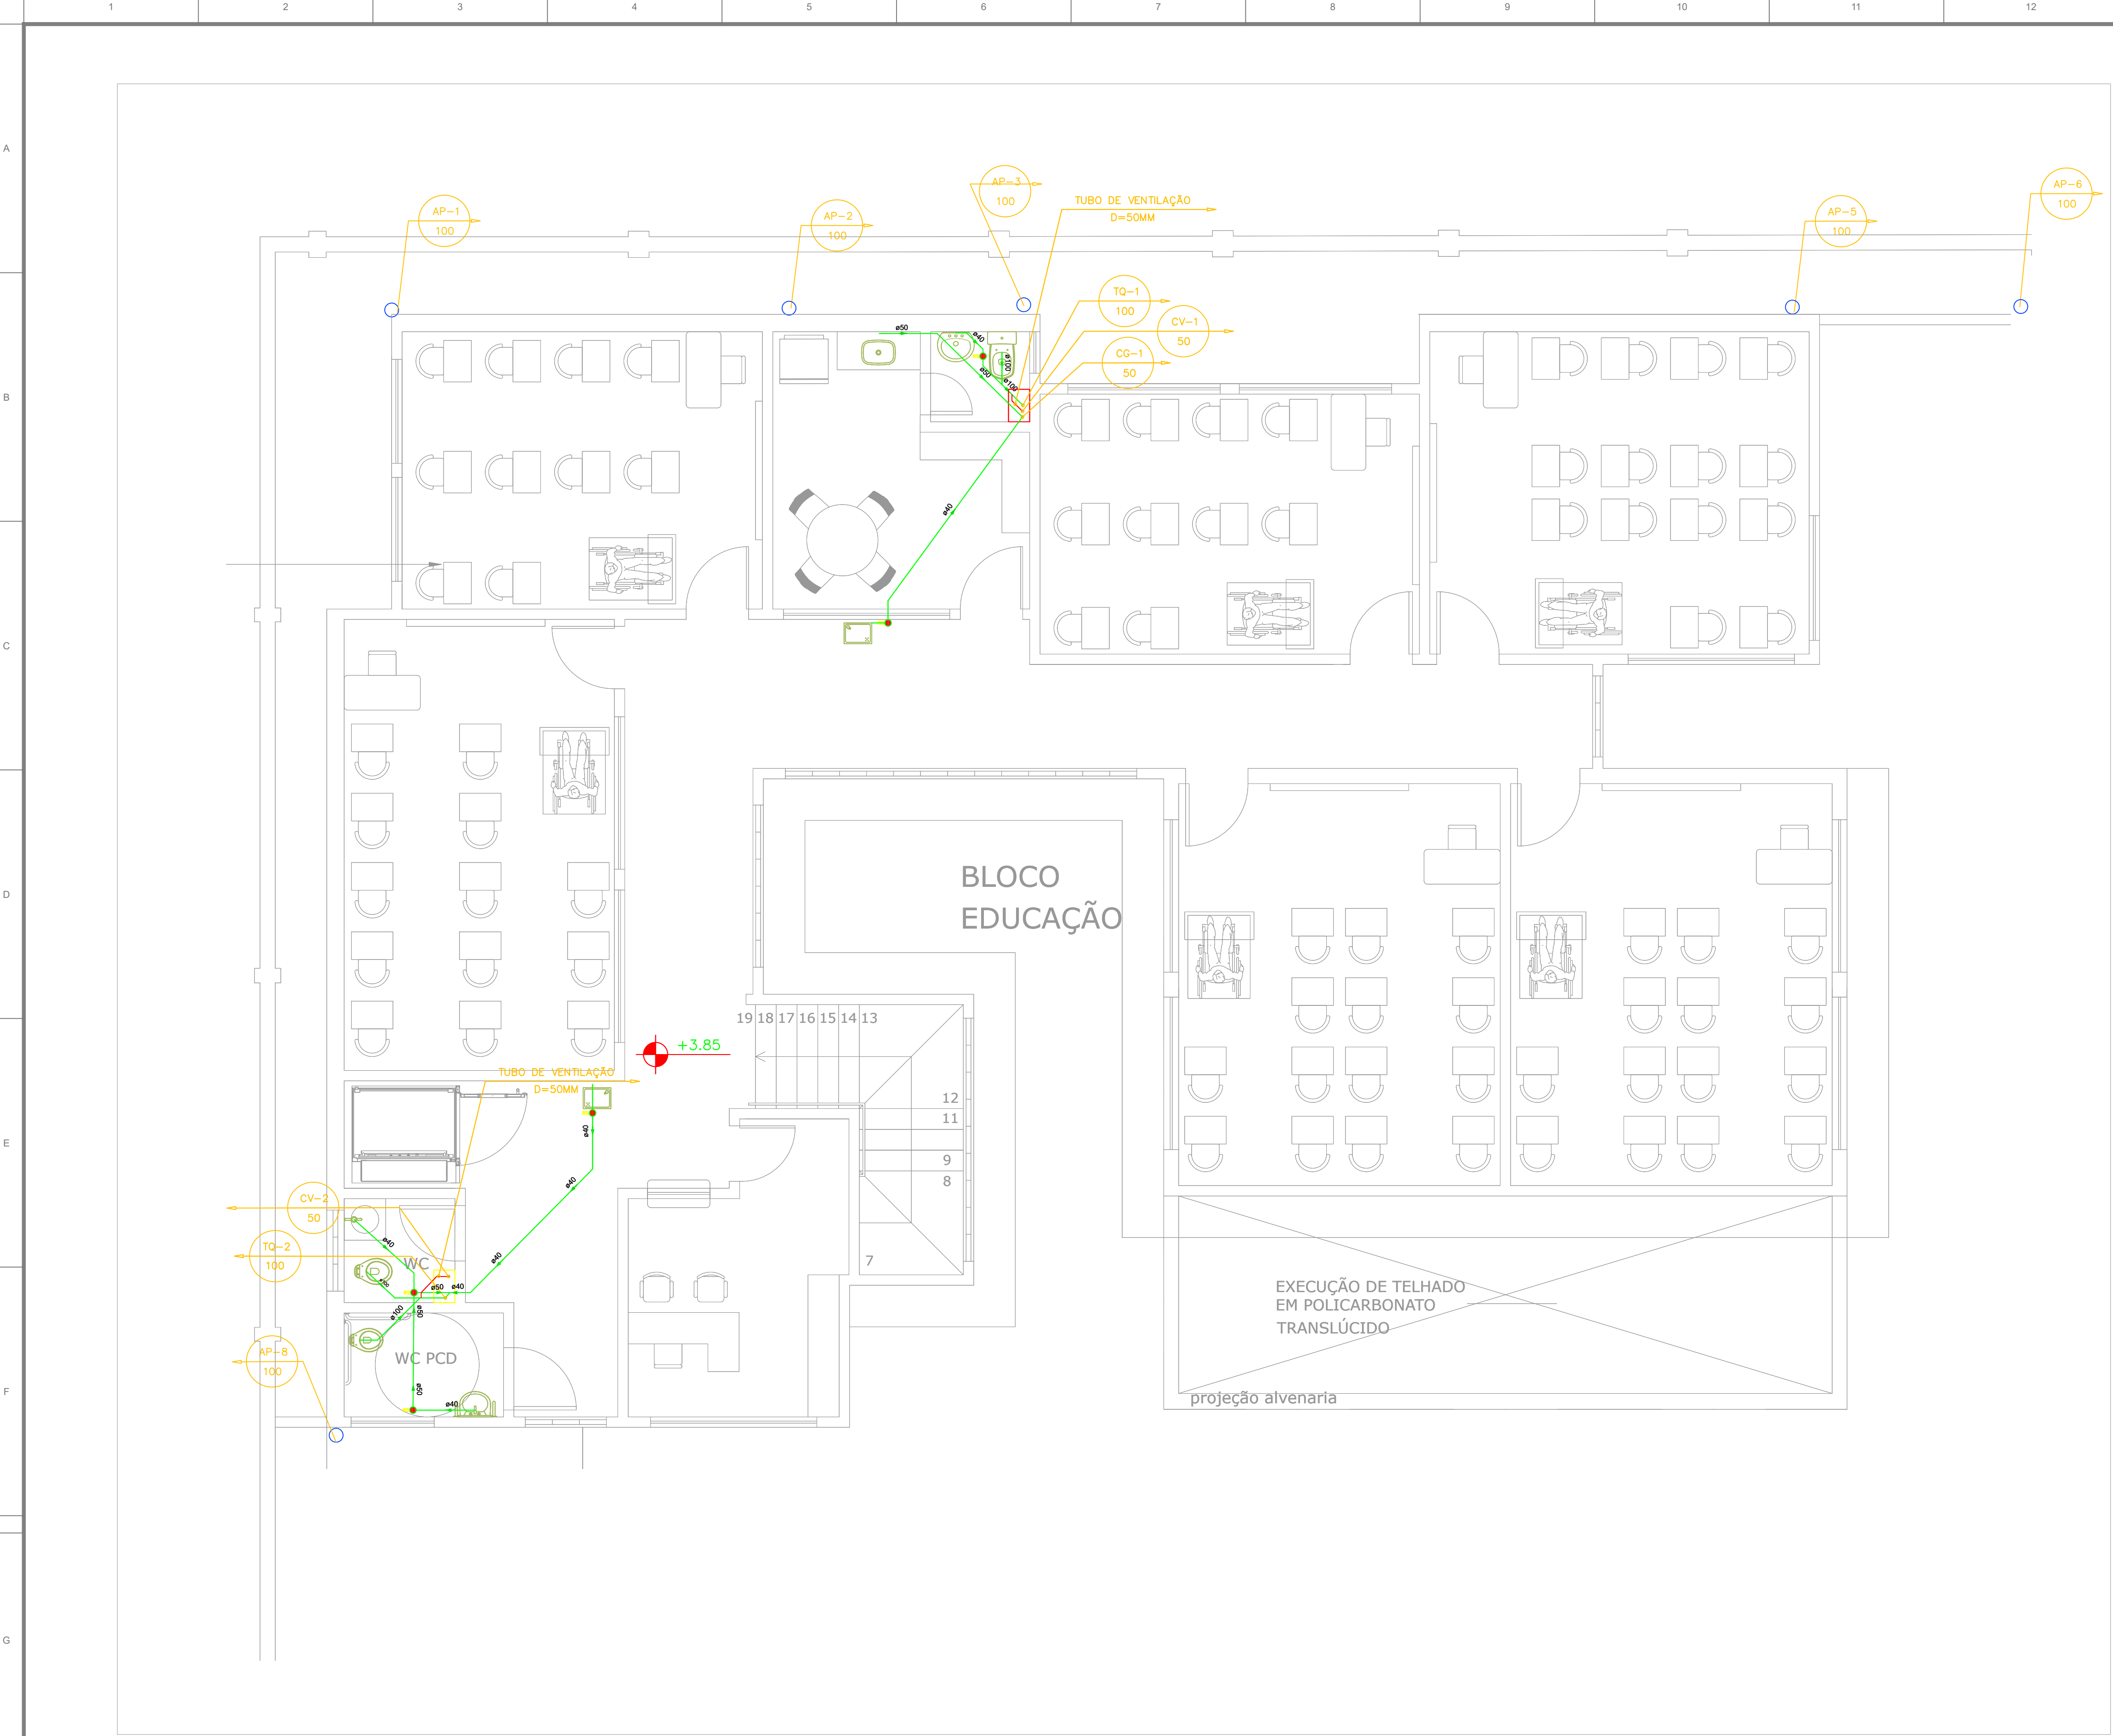 1 2 3 4 5 6 7 8 9 10 11 12
A
B
C
D
E
F
G
AP-1
100
AP-2
100
AP-3
100
TUBO DE VENTILAÇÃO
D=50MM
AP-5
100
AP-6
100
TQ-1
100
CV-1
50
CG-1
50
ø50
ø40
ø100
ø50
ø100
ø40
BLOCO
EDUCAÇÃO
19 18 17 16 15 14 13
12
11
9
8
7
+3.85
TUBO DE VENTILAÇÃO
D=50MM
ø40
ø40
ø40
CV-2
50
TQ-2
100
ø40
WC
ø100
ø50
ø40
ø100
ø50
AP-8
100
WC PCD
ø50
ø40
EXECUÇÃO DE TELHADO
EM POLICARBONATO
TRANSLÚCIDO
projeção alvenaria